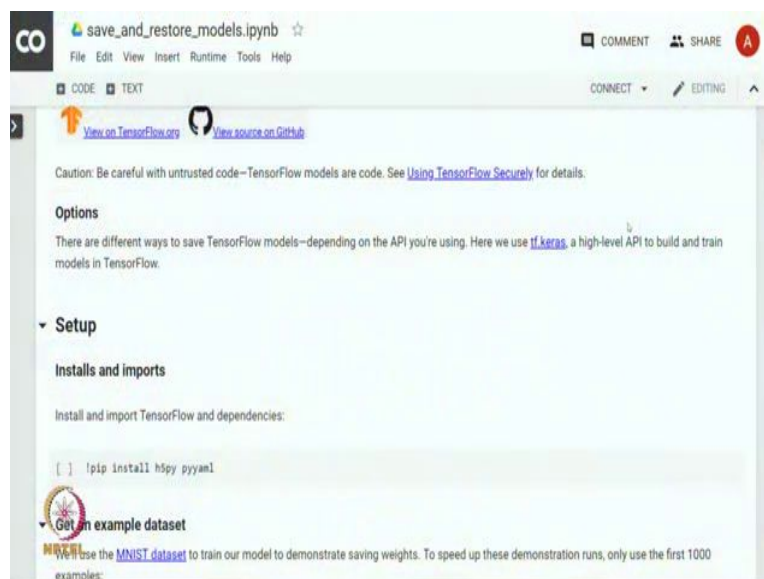 CO save_and_restore_models.ipynb
COMMENT SHARE A
File Edit View Insert Runtime Tools Help
CODE TEXT CONNECT EDITING
View on TensorFlow.org View source on GitHub
Caution: Be careful with untrusted code—TensorFlow models are code. See Using TensorFlow Securely for details.
Options
There are different ways to save TensorFlow models—depending on the API you're using. Here we use tf.keras, a high-level API to build and train
models in TensorFlow.
Setup
Installs and imports
Install and import TensorFlow and dependencies:
[ ] !pip install h5py pyyaml
Get an example dataset
NPTEL
We'll use the MNIST dataset to train our model to demonstrate saving weights. To speed up these demonstration runs, only use the first 1000
examples: